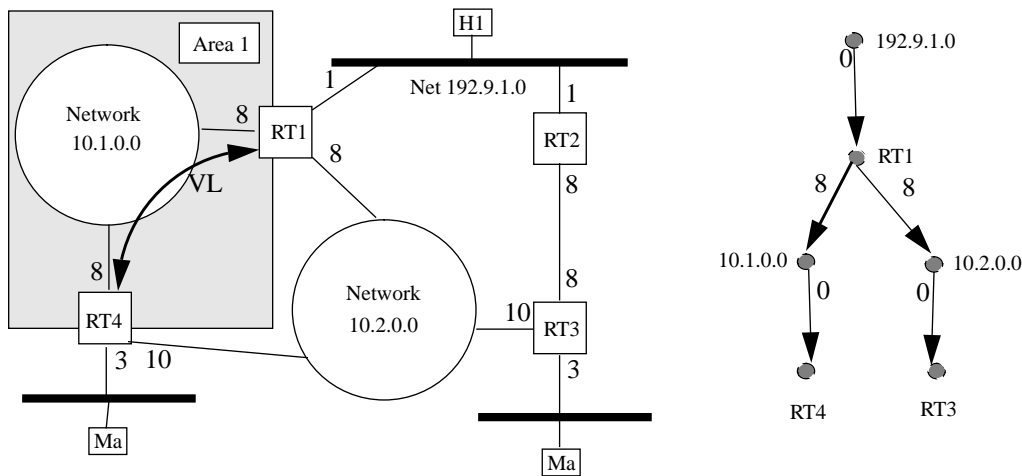 H1
Area 1
192.9.1.0
0
1
Net 192.9.1.0
1
Network
10.1.0.0
8
RT1
RT2
8
RT1
VL
8
8
8
8
10.1.0.0
10.2.0.0
8
Network
10.2.0.0
0
0
RT4
10
RT3
3
10
3
RT4
RT3
Ma
Ma